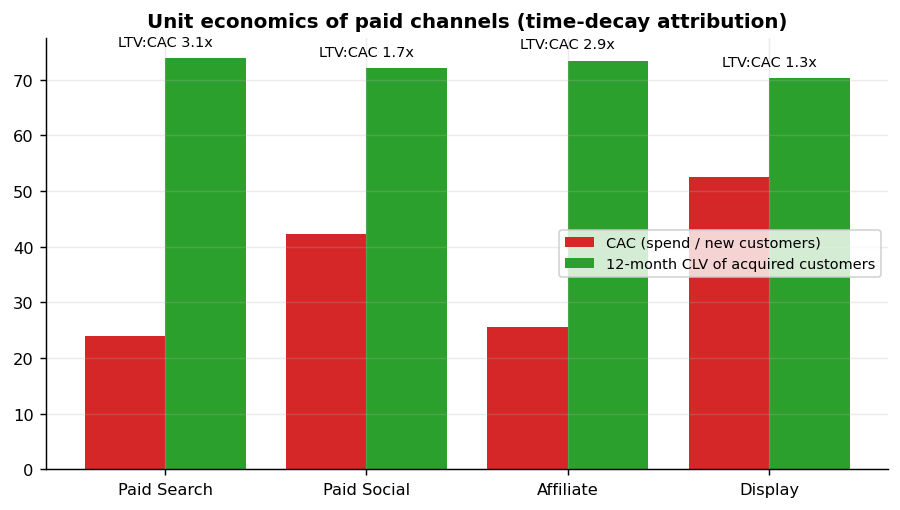 Unit economics of paid channels (time-decay attribution)
LTV:CAC 3.1x
LTV:CAC 1.7x
LTV:CAC 2.9x
LTV:CAC 1.3x
70
60
50
40
30
20
10
0
CAC (spend / new customers)
12-month CLV of acquired customers
Paid Search
Paid Social
Affiliate
Display